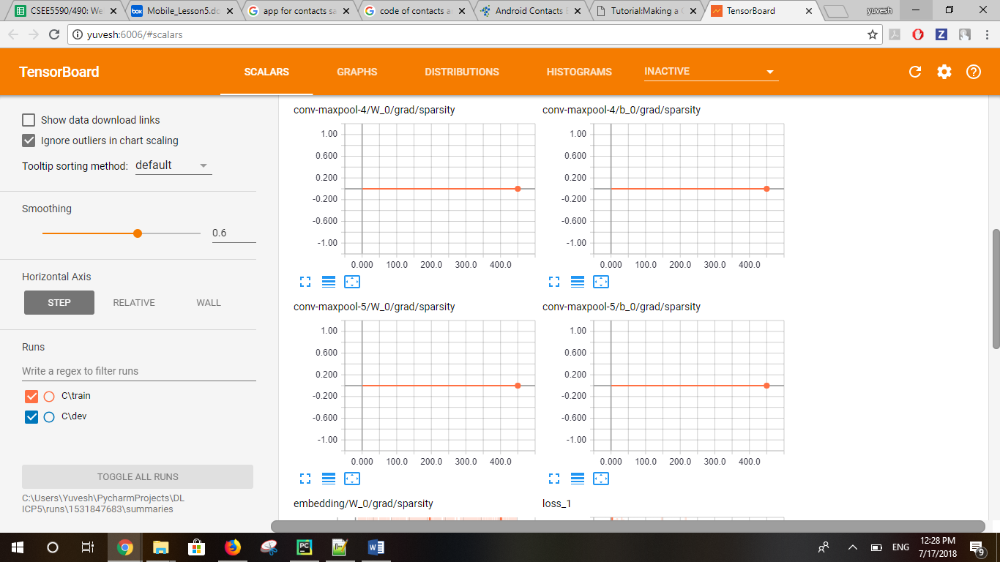 CSEE5590/490: We
Mobile_Lesson5.do
app for contacts sa
code of contacts a
Android Contacts
Tutorial:Making a
TensorBoard
yuvesh
yuvesh:6006/#scalars
TensorBoard
SCALARS
GRAPHS
DISTRIBUTIONS
HISTOGRAMS
INACTIVE
Show data download links
Ignore outliers in chart scaling
Tooltip sorting method: default
Smoothing
0.6
Horizontal Axis
STEP RELATIVE WALL
Runs
Write a regex to filter runs
C\train
C\dev
TOGGLE ALL RUNS
C:\Users\Yuvesh\PycharmProjects\DL
ICP5\runs\1531847683\summaries
conv-maxpool-4/W_0/grad/sparsity
1.00
0.600
0.200
-0.200
-0.600
-1.00
0.000 100.0 200.0 300.0 400.0
conv-maxpool-4/b_0/grad/sparsity
1.00
0.600
0.200
-0.200
-0.600
-1.00
0.000 100.0 200.0 300.0 400.0
conv-maxpool-5/W_0/grad/sparsity
1.00
0.600
0.200
-0.200
-0.600
-1.00
0.000 100.0 200.0 300.0 400.0
conv-maxpool-5/b_0/grad/sparsity
1.00
0.600
0.200
-0.200
-0.600
-1.00
0.000 100.0 200.0 300.0 400.0
embedding/W_0/grad/sparsity
loss_1
ENG
12:28 PM
7/17/2018
9